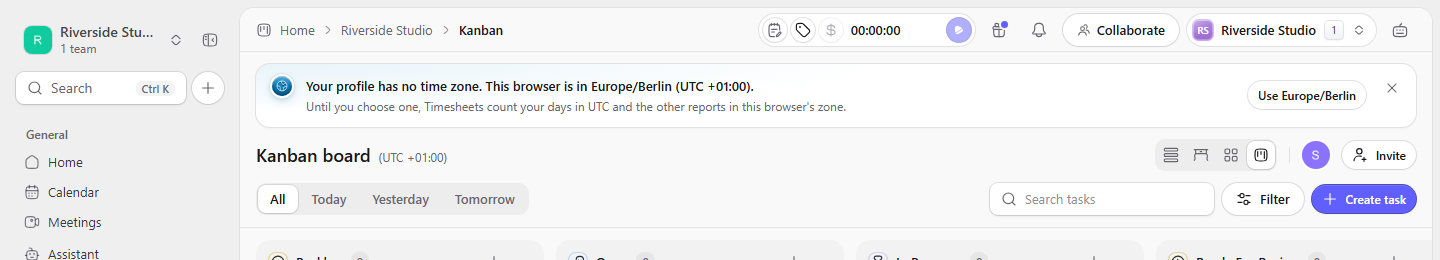 R
Riverside Stu...
1 team
Search
Ctrl K
General
Home
Calendar
Meetings
Assistant
Home
Riverside Studio
Kanban
00:00:00
Collaborate
RS
Riverside Studio
1
Your profile has no time zone. This browser is in Europe/Berlin (UTC +01:00).
Until you choose one, Timesheets count your days in UTC and the other reports in this browser's zone.
Use Europe/Berlin
Kanban board (UTC +01:00)
S
Invite
All
Today
Yesterday
Tomorrow
Search tasks
Filter
Create task